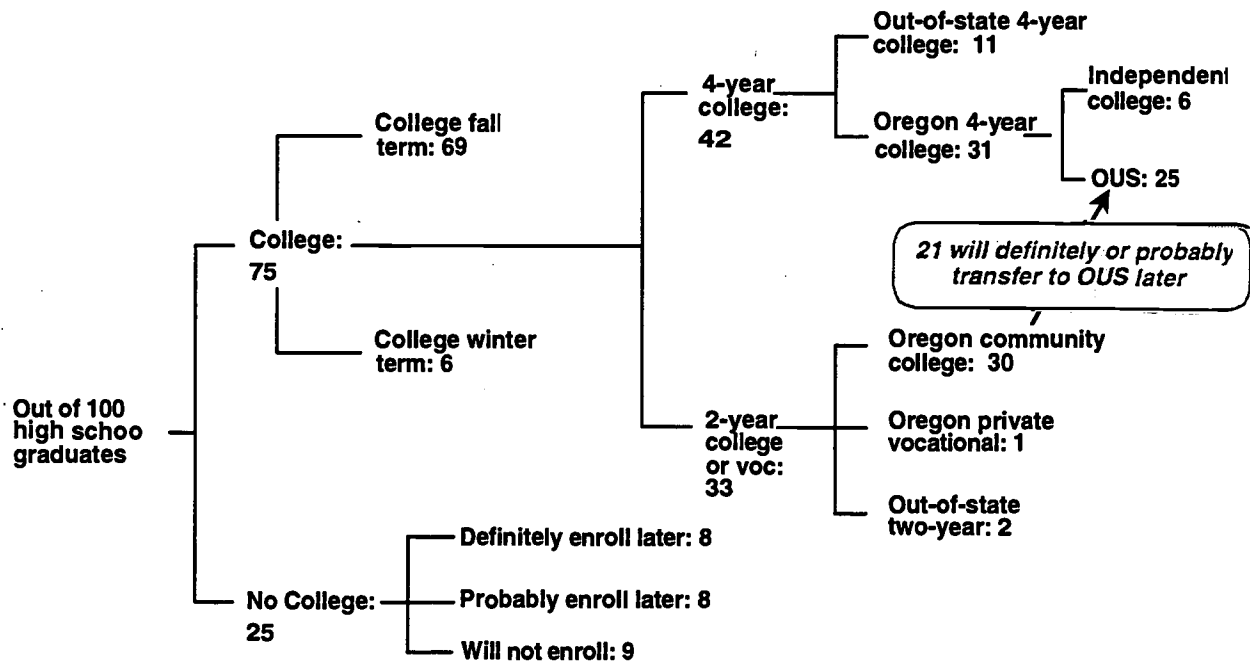 Out-of-state 4-year
college: 11
4-year
college:
42
Independent
college: 6
Oregon 4-year
college: 31
OUS: 25
College fall
term: 69
College:
75
21 will definitely or probably
transfer to OUS later
College winter
term: 6
Oregon community
college: 30
Out of 100
high schoo
graduates
2-year
college
or voc:
33
Oregon private
vocational: 1
Out-of-state
two-year: 2
Definitely enroll later: 8
No College:
25
Probably enroll later: 8
Will not enroll: 9